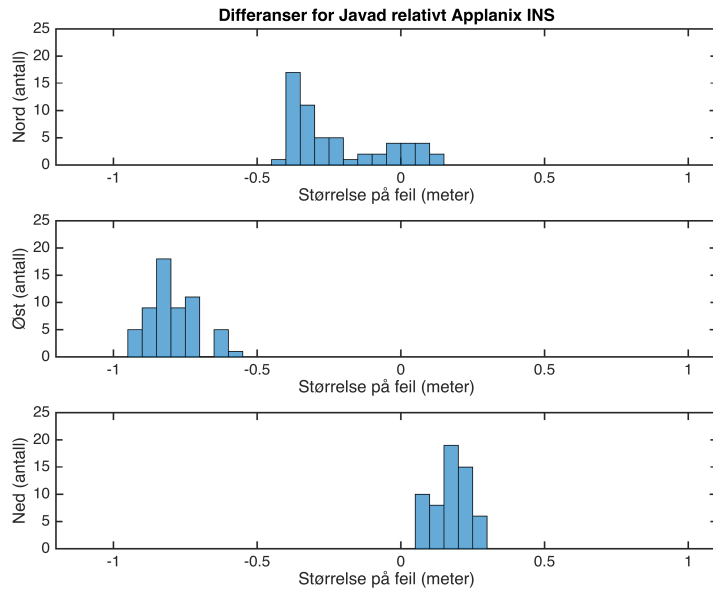 Differanser for Javad relativt Applanix INS
25
20
15
10
5
0
Nord (antall)
-1 -0.5 0 0.5 1
Størrelse på feil (meter)
25
20
15
10
5
0
Øst (antall)
-1 -0.5 0 0.5 1
Størrelse på feil (meter)
25
20
15
10
5
0
Ned (antall)
-1 -0.5 0 0.5 1
Størrelse på feil (meter)